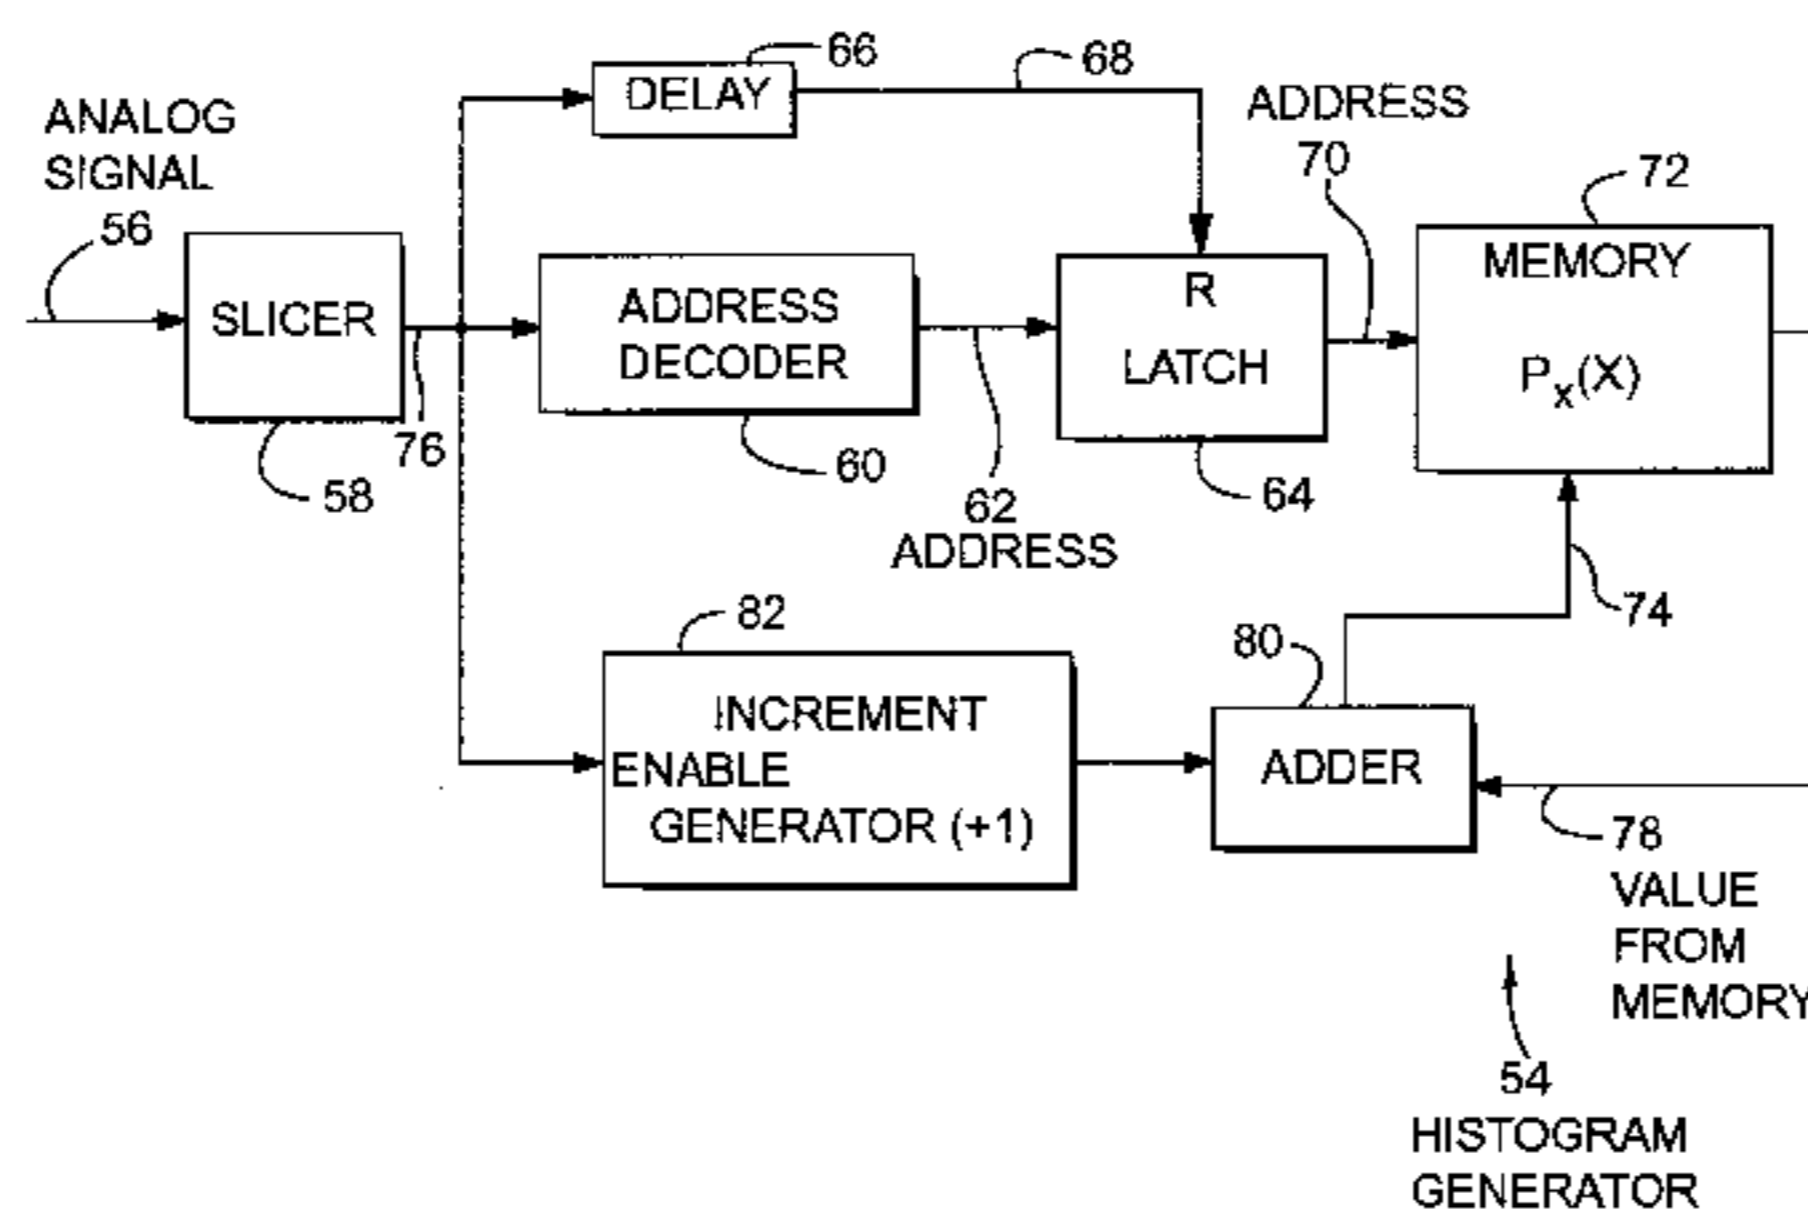 66
68
DELAY
ANALOG
SIGNAL
56
ADDRESS
70
72
SLICER
76
58
ADDRESS
DECODER
60
62
ADDRESS
R
LATCH
64
MEMORY
Px(X)
74
82
INCREMENT
ENABLE
GENERATOR (+1)
80
ADDER
78
VALUE
FROM
MEMORY
54
HISTOGRAM
GENERATOR